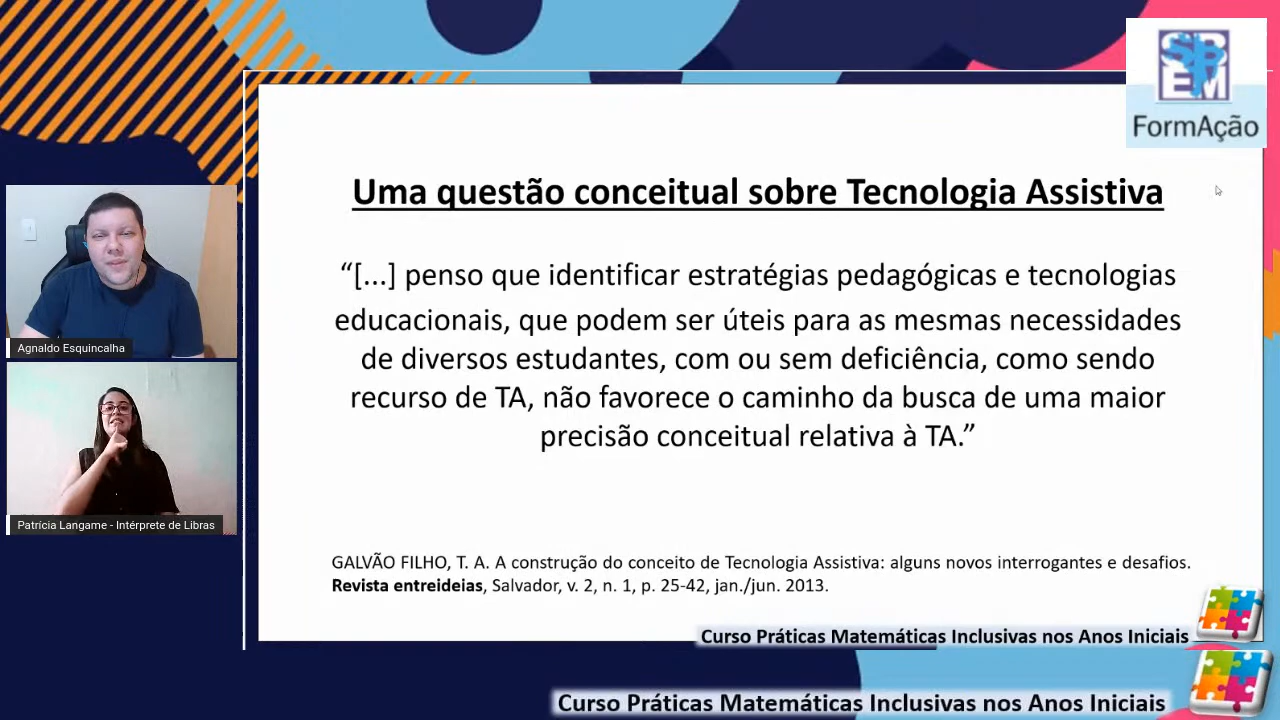 SBEM
FormAção
Uma questão conceitual sobre Tecnologia Assistiva
“[...] penso que identificar estratégias pedagógicas e tecnologias
educacionais, que podem ser úteis para as mesmas necessidades
de diversos estudantes, com ou sem deficiência, como sendo
recurso de TA, não favorece o caminho da busca de uma maior
precisão conceitual relativa à TA.”
Agnaldo Esquincalha
Patrícia Langame - Intérprete de Libras
GALVÃO FILHO, T. A. A construção do conceito de Tecnologia Assistiva: alguns novos interrogantes e desafios.
Revista entreideias, Salvador, v. 2, n. 1, p. 25-42, jan./jun. 2013.
Curso Práticas Matemáticas Inclusivas nos Anos Iniciais
Curso Práticas Matemáticas Inclusivas nos Anos Iniciais